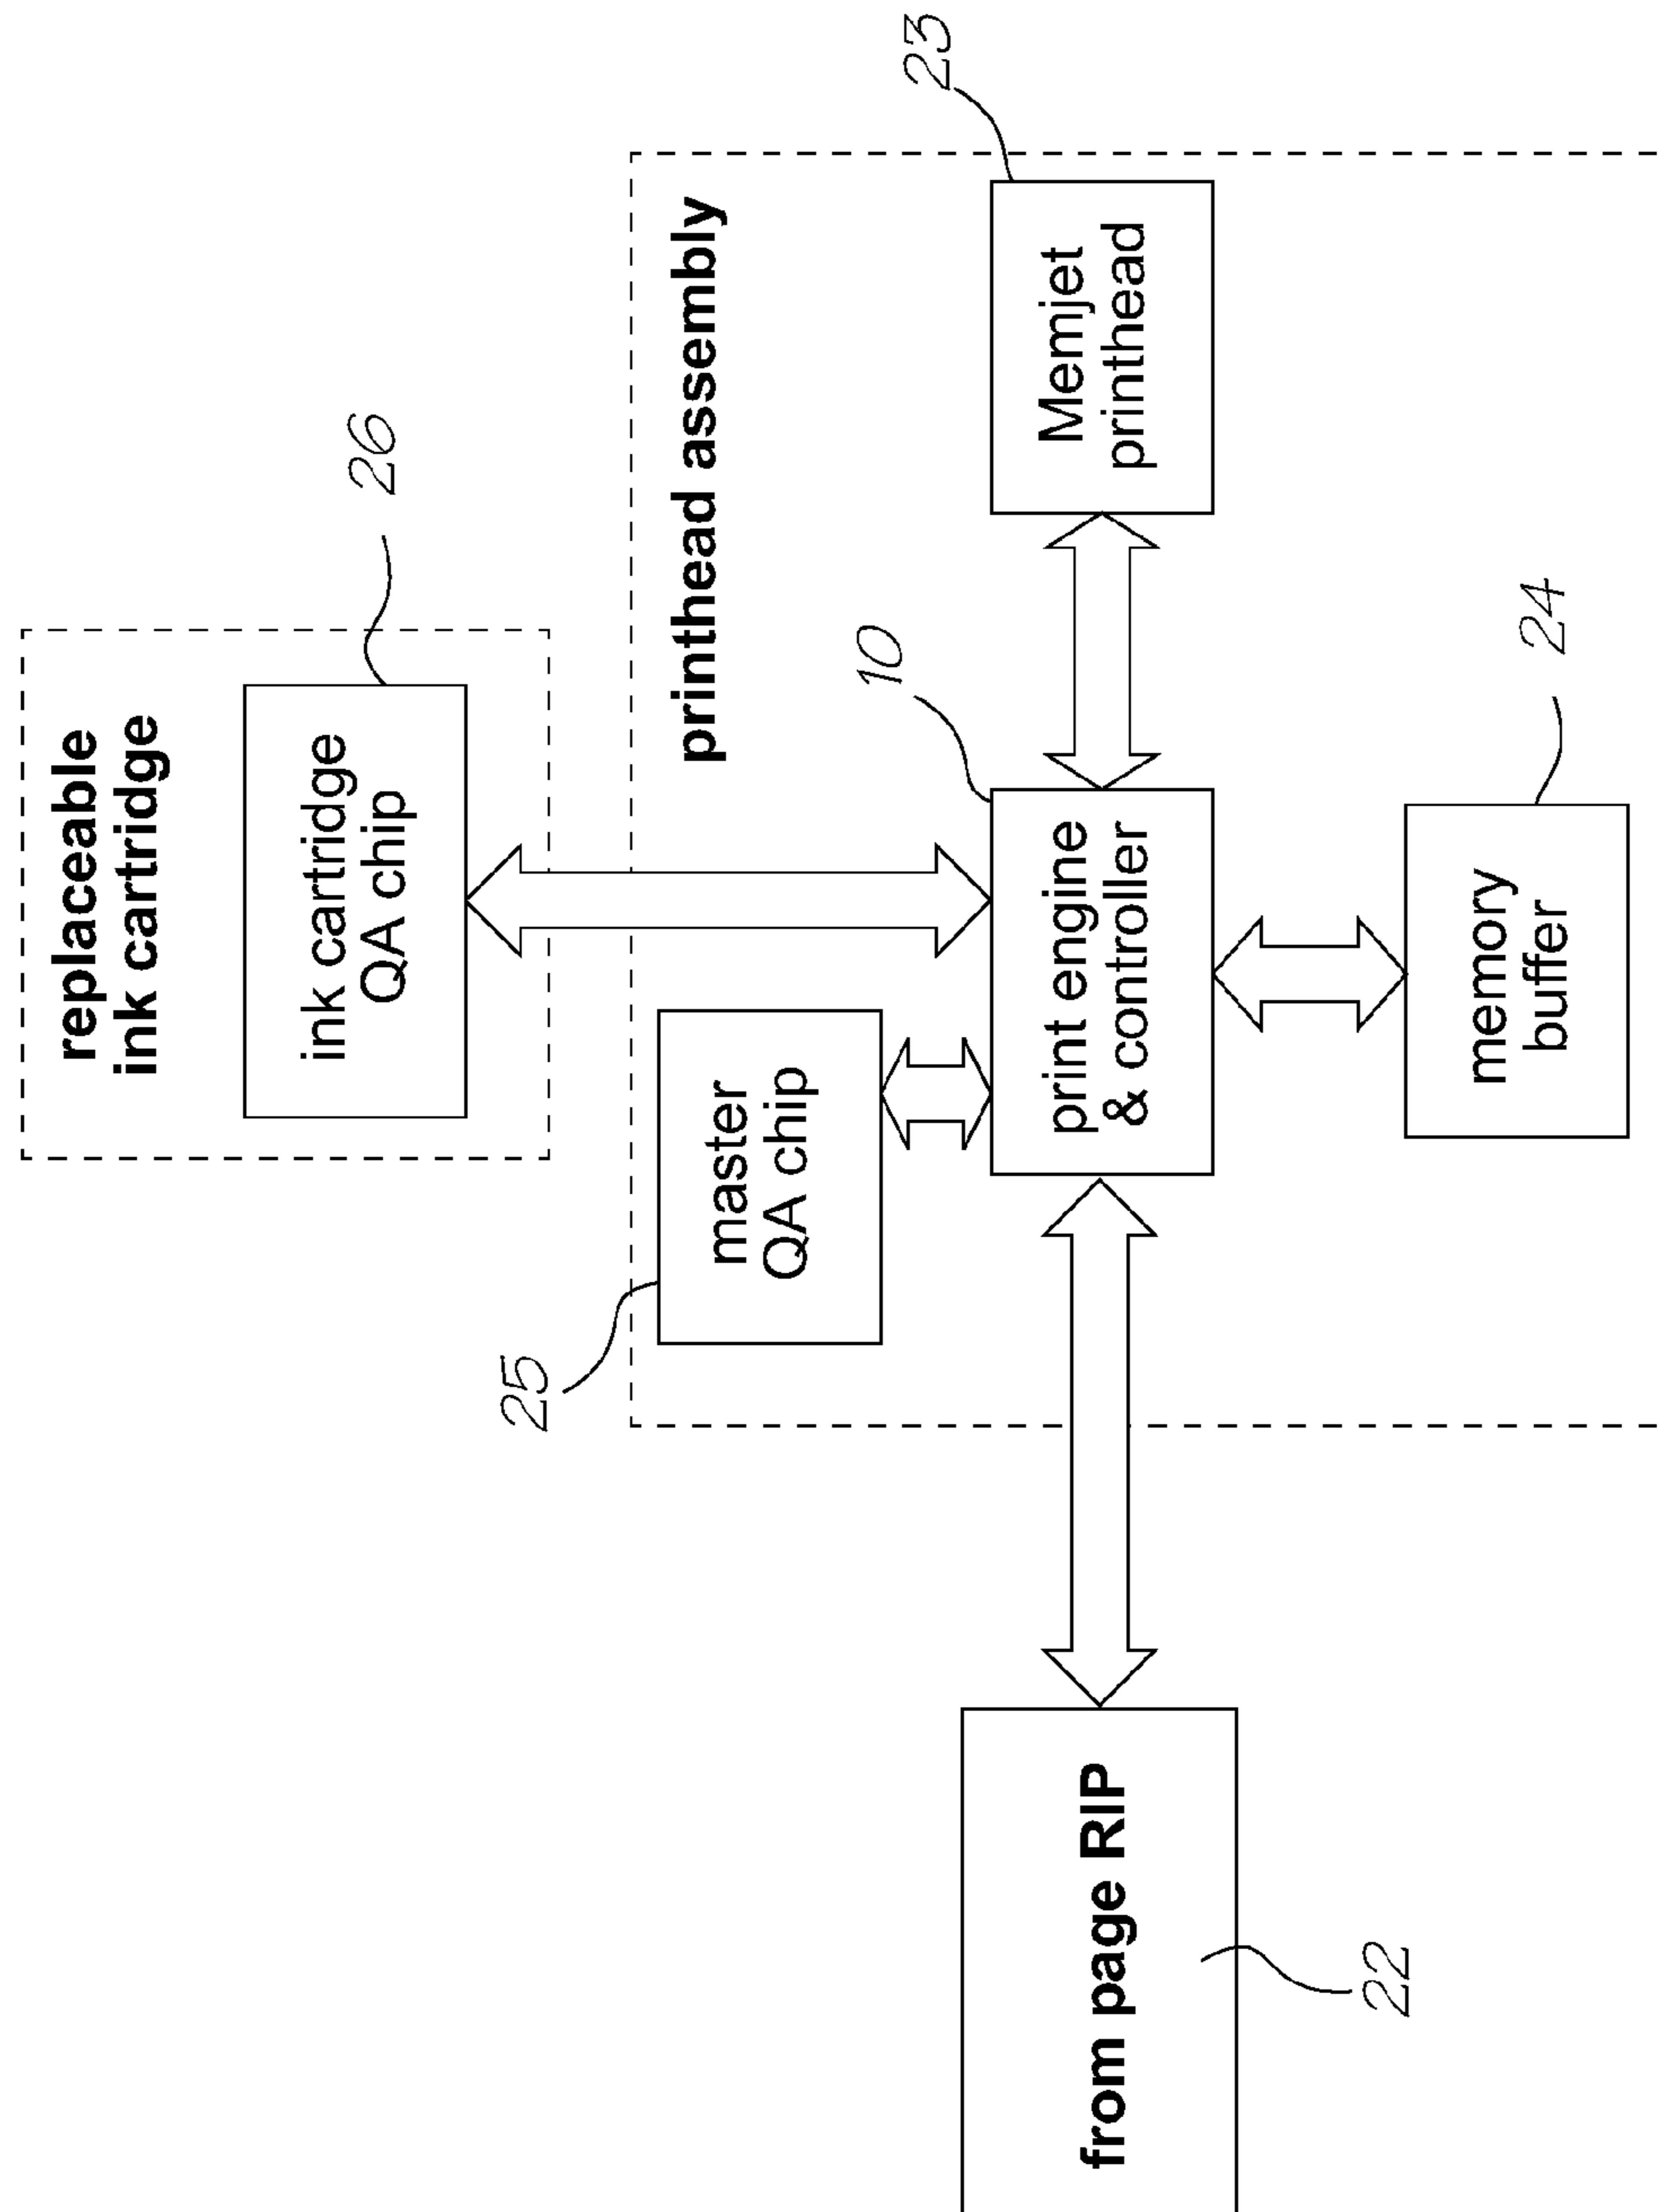 replaceable
ink cartridge
ink cartridge
QA chip
26
25
master
QA chip
printhead assembly
10
print engine
& controller
23
Memjet
printhead
from page RIP
22
memory
buffer
24